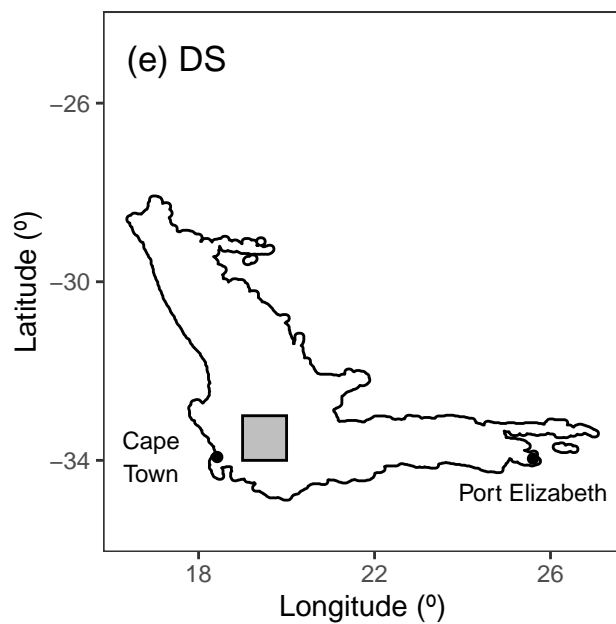 (e) DS
−26
−30
−34
Latitude (º)
Cape
Town
Port Elizabeth
18
22
26
Longitude (º)